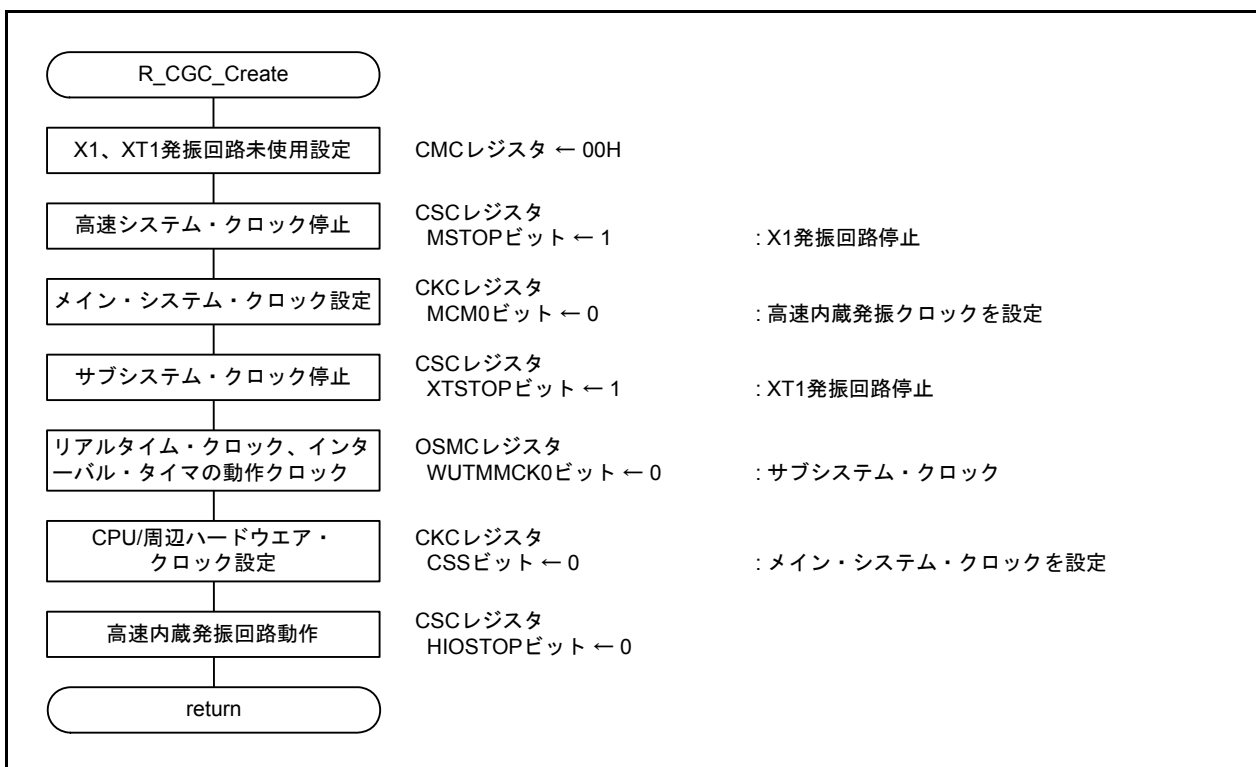 R_CGC_Create
X1、XT1発振回路未使用設定
CMCレジスタ ← 00H
高速システム・クロック停止
CSCレジスタ
MSTOPビット ← 1 : X1発振回路停止
メイン・システム・クロック設定
CKCレジスタ
MCM0ビット ← 0 : 高速内蔵発振クロックを設定
サブシステム・クロック停止
CSCレジスタ
XTSTOPビット ← 1 : XT1発振回路停止
リアルタイム・クロック、インタ
ーバル・タイマの動作クロック
OSMCレジスタ
WUTMMCK0ビット ← 0 : サブシステム・クロック
CPU/周辺ハードウエア・
クロック設定
CKCレジスタ
CSSビット ← 0 : メイン・システム・クロックを設定
高速内蔵発振回路動作
CSCレジスタ
HIOSTOPビット ← 0
return